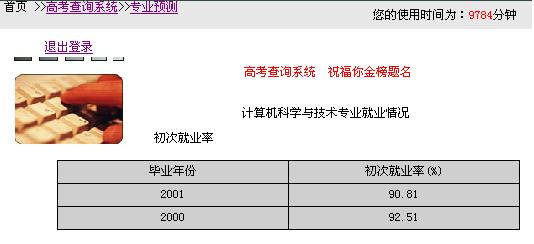 首页 >>高考查询系统>>专业预测
您的使用时间为：9784分钟
退出登录
高考查询系统 祝福你金榜题名
计算机科学与技术专业就业情况
初次就业率
毕业年份 初次就业率(%)
2001 90.81
2000 92.51